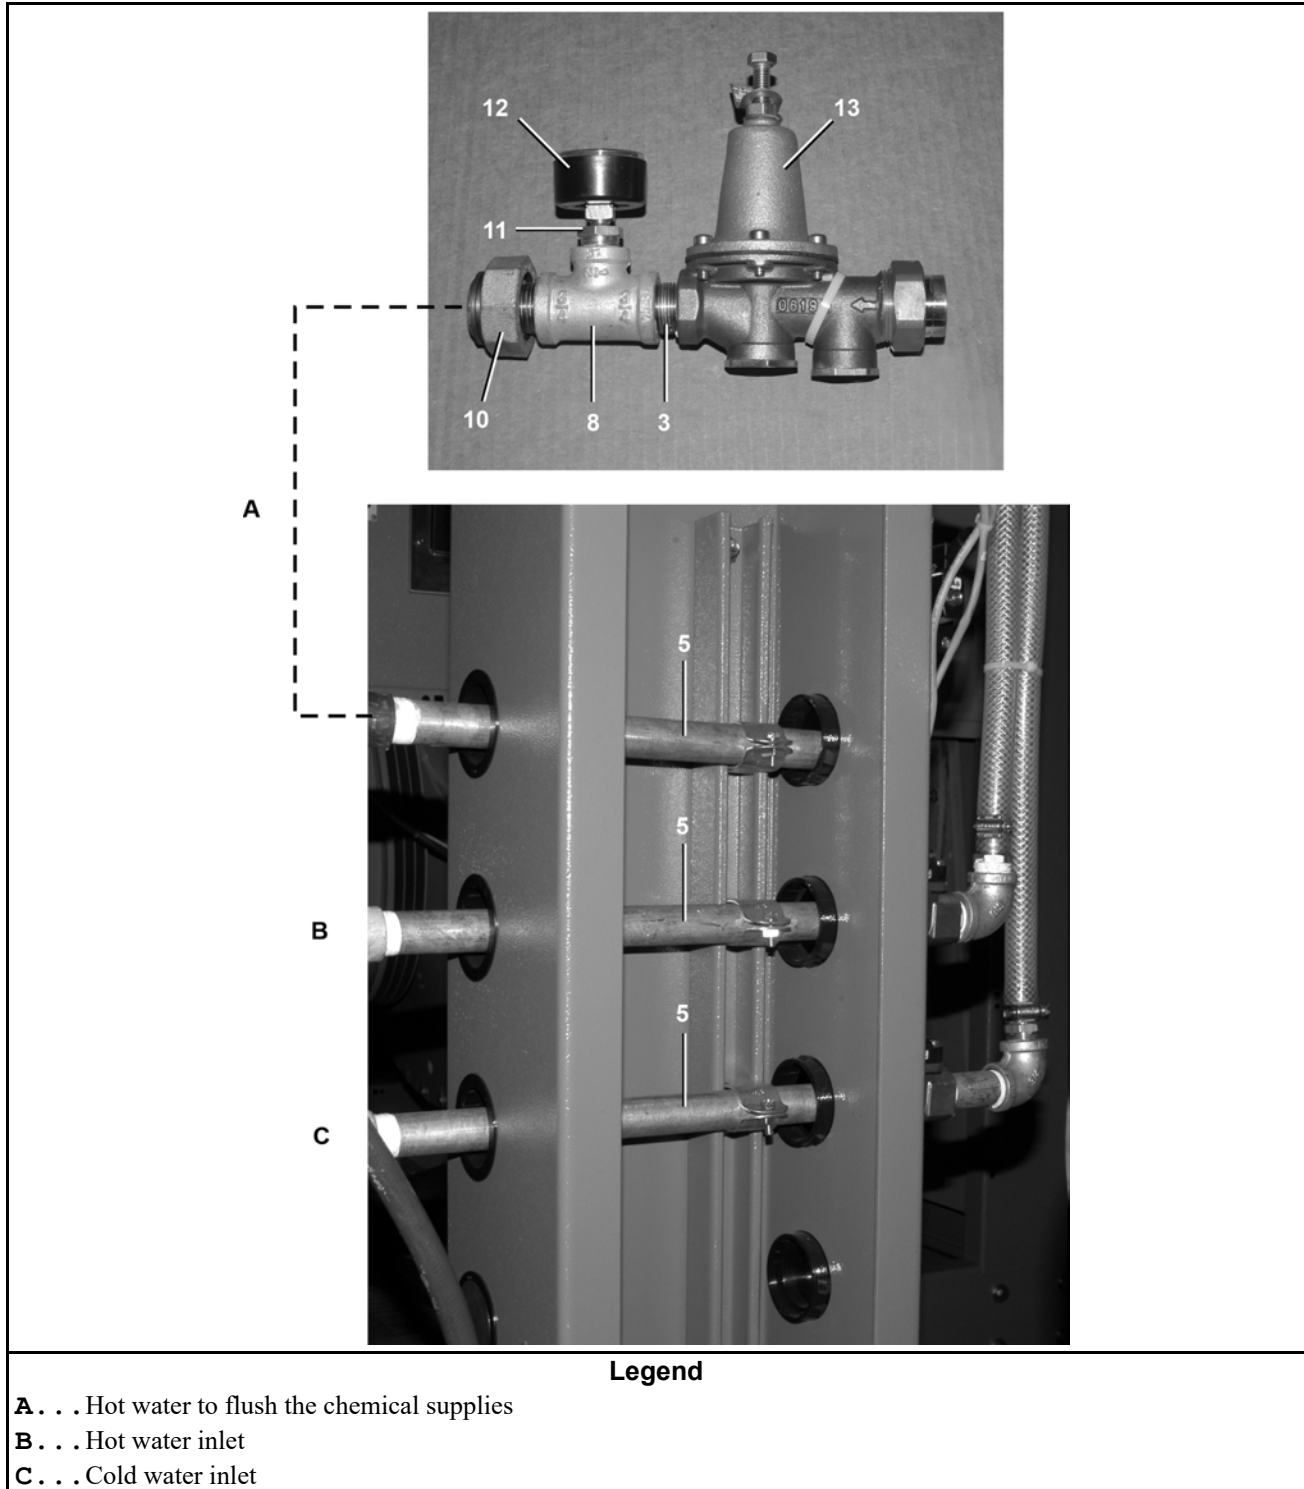 12
13
11
0619
10
8
3
A
5
5
B
5
C
Legend
A...Hot water to flush the chemical supplies
B...Hot water inlet
C...Cold water inlet